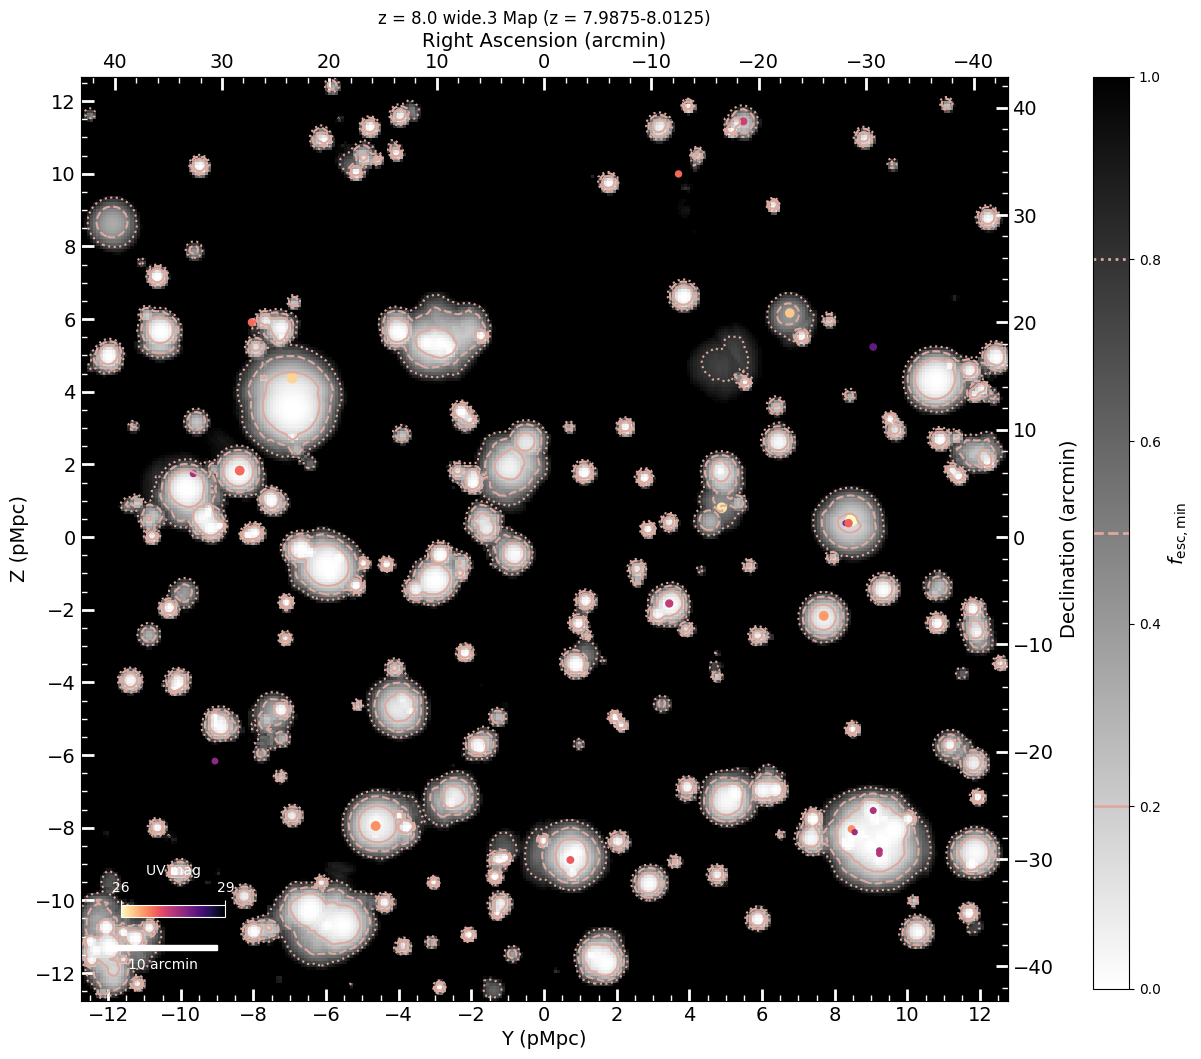 z = 8.0 wide.3 Map (z = 7.9875-8.0125)
Right Ascension (arcmin)
40 30 20 10 0 −10 −20 −30 −40
12 10 8 6 4 2 0 −2 −4 −6 −8 −10 −12
Z (pMpc)
UV mag
26 29
10 arcmin
−12 −10 −8 −6 −4 −2 0 2 4 6 8 10 12
Y (pMpc)
40 30 20 10 0 −10 −20 −30 −40
Declination (arcmin)
1.0 0.8 0.6 0.4 0.2 0.0
fesc,min